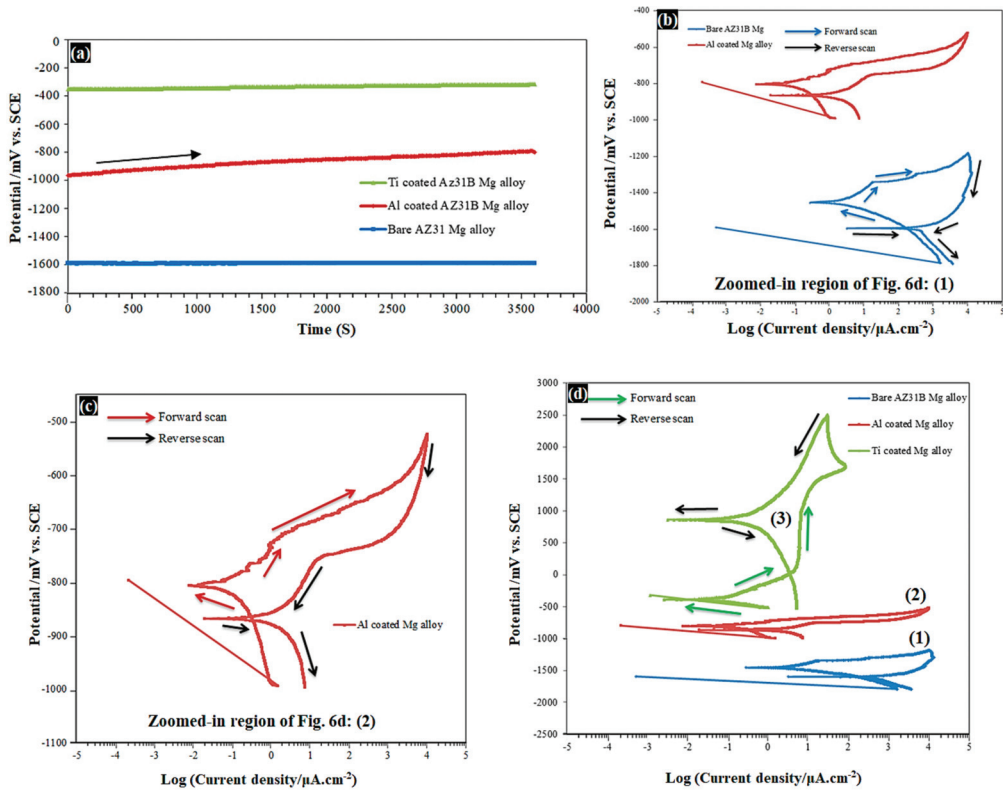 (a)
0
-200
-400
-600
-800
-1000
-1200
-1400
-1600
-1800
Potential /mV vs. SCE
Ti coated Az31B Mg alloy
Al coated AZ31B Mg alloy
Bare AZ31 Mg alloy
0 500 1000 1500 2000 2500 3000 3500 4000
Time (S)
(b)
-400
-600
-800
-1000
-1200
-1400
-1600
-1800
-2000
Potential /mV vs. SCE
Bare AZ31B Mg
Al coated Mg alloy
Forward scan
Reverse scan
Zoomed-in region of Fig. 6d: (1)
-5 -4 -3 -2 -1 0 1 2 3 4 5
Log (Current density/μA.cm-2)
(c)
Forward scan
Reverse scan
-500
-600
-700
-800
-900
-1000
-1100
Potential /mV vs. SCE
Al coated Mg alloy
Zoomed-in region of Fig. 6d: (2)
-5 -4 -3 -2 -1 0 1 2 3 4 5
Log (Current density/μA.cm-2)
(d)
Forward scan
Reverse scan
Bare AZ31B Mg alloy
Al coated Mg alloy
Ti coated Mg alloy
3000
2500
2000
1500
1000
500
0
-500
-1000
-1500
-2000
-2500
Potential /mV vs. SCE
(3)
(2)
(1)
-5 -4 -3 -2 -1 0 1 2 3 4 5
Log (Current density/μA.cm-2)